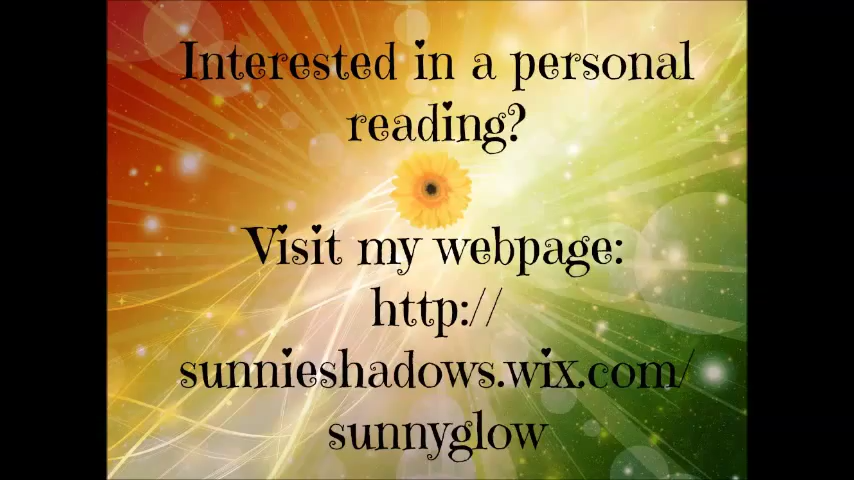 Interested in a personal
reading?
Visit my webpage:
http://
sunnieshadows.wix.com/
sunnyglow